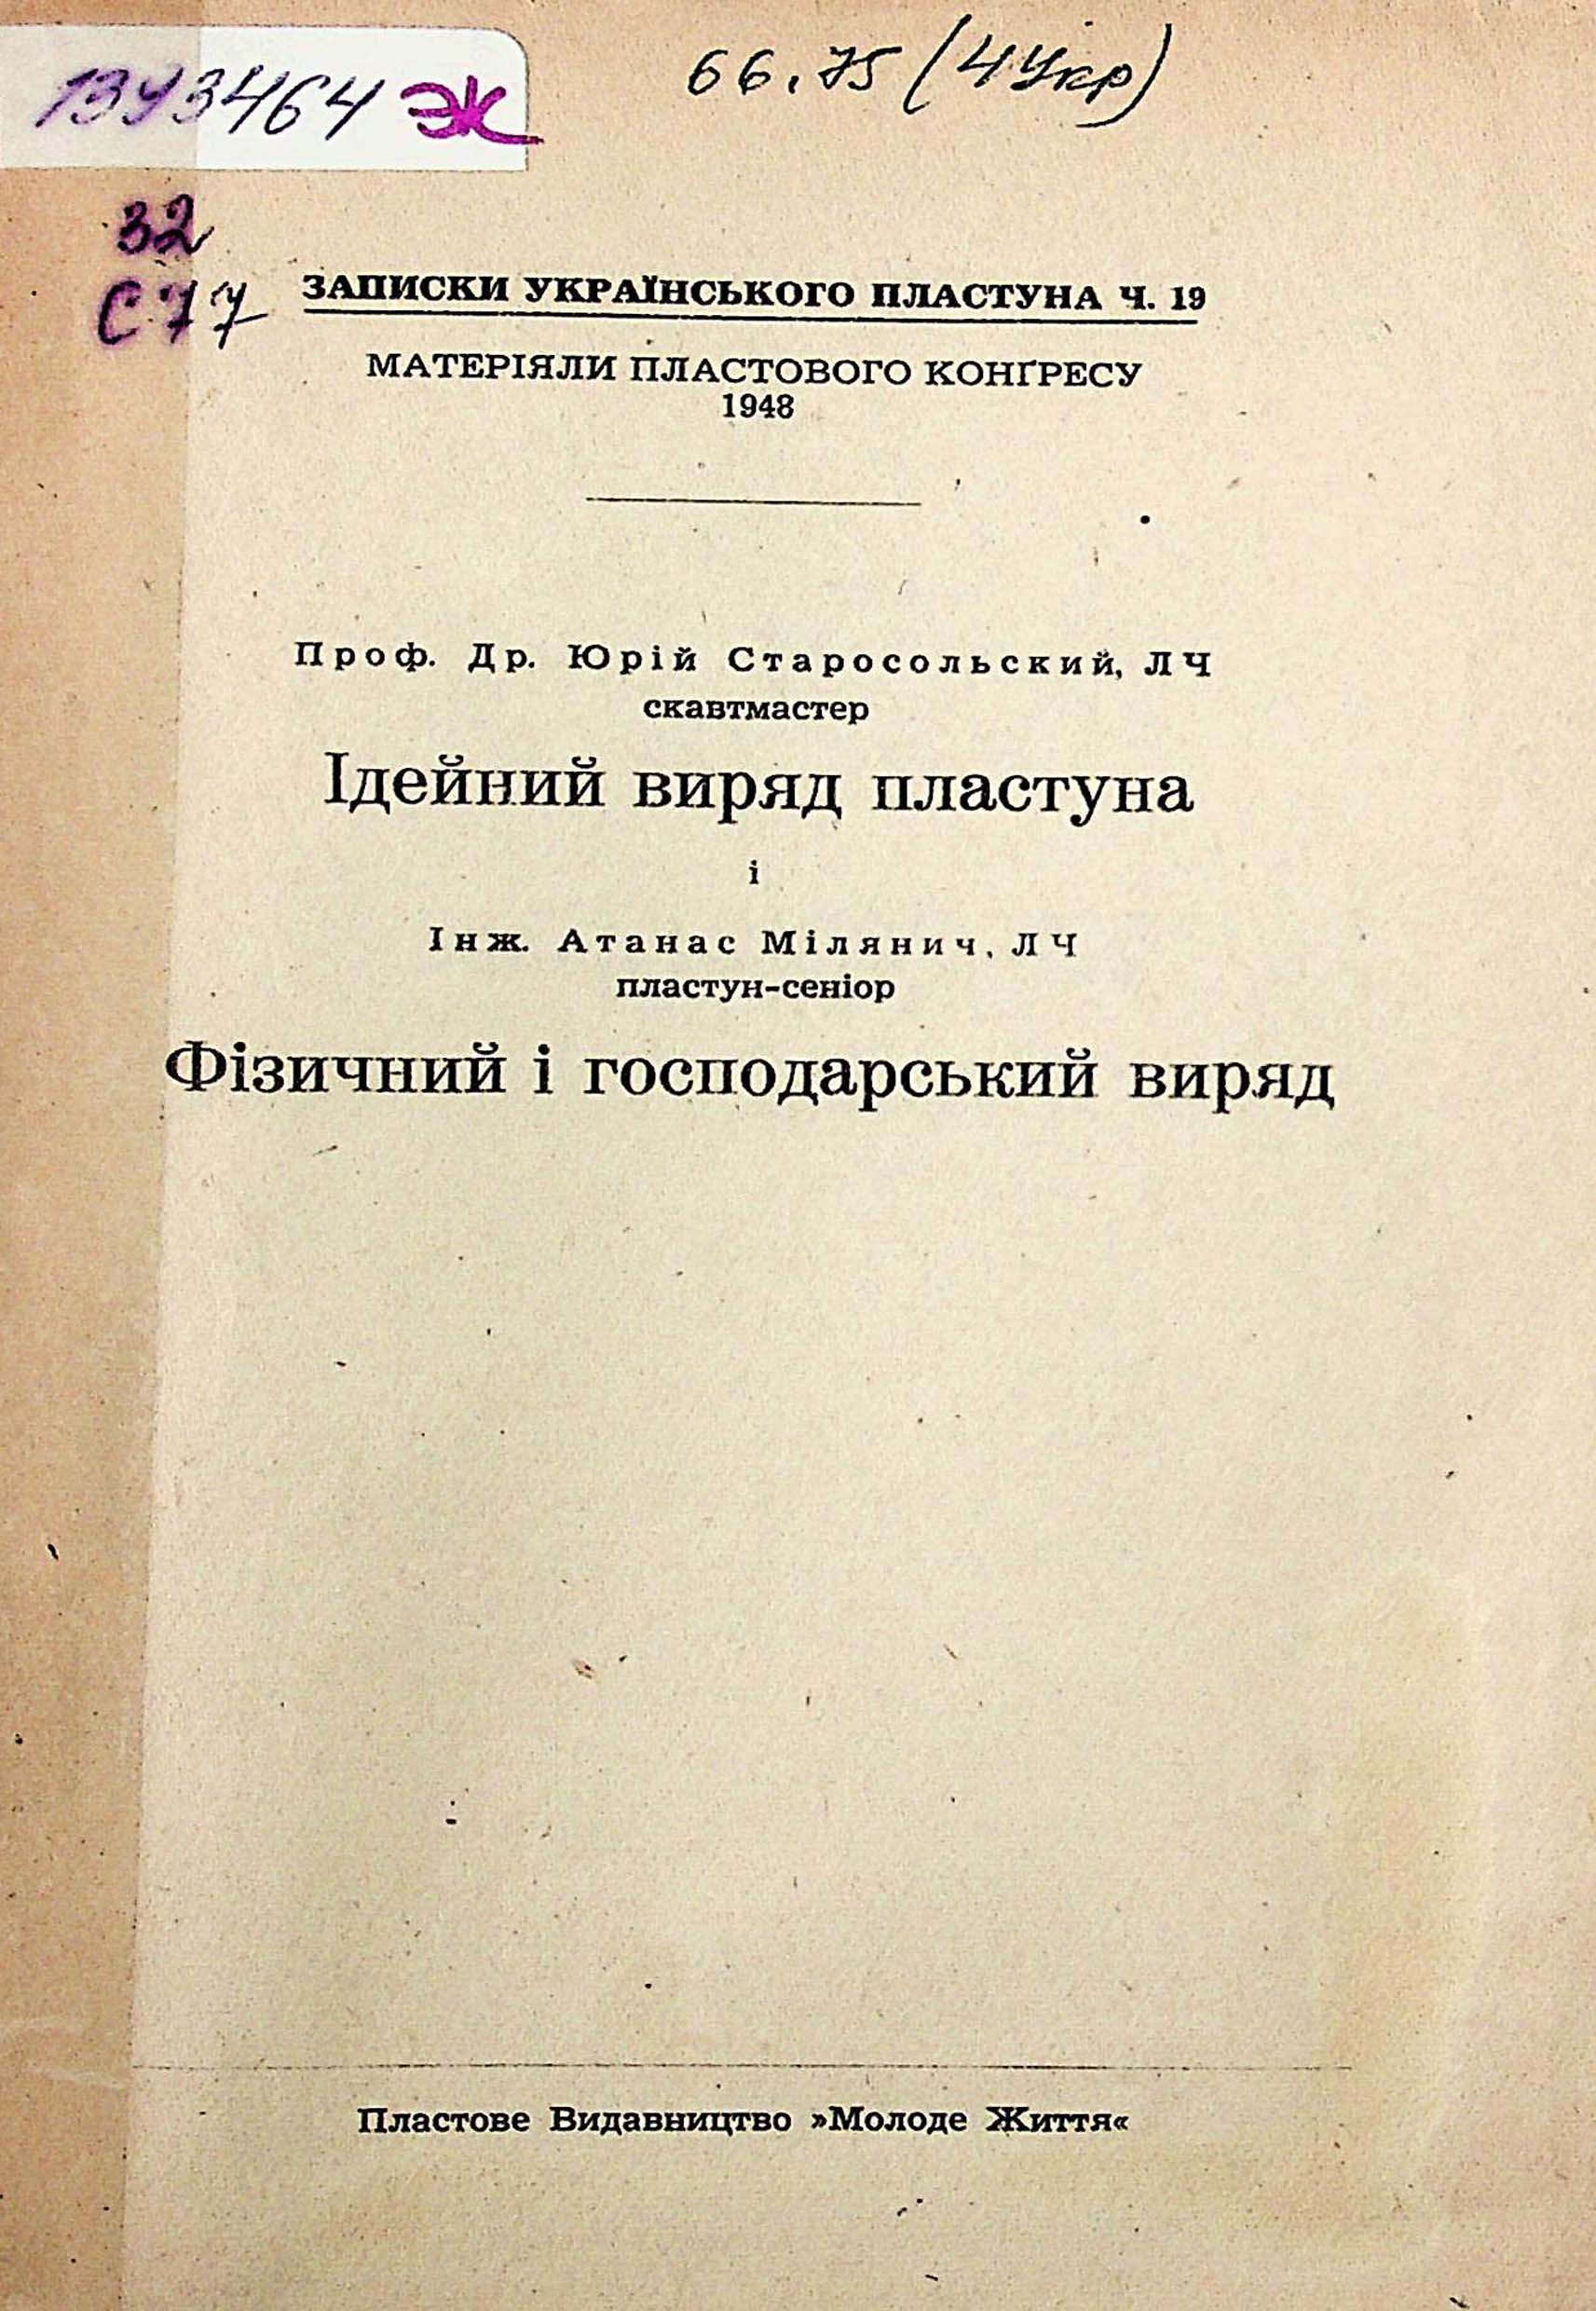 1393464 Ж
66.75 (4Укр)
32
С77
ЗАПИСКИ УКРАЇНСЬКОГО ПЛАСТУНА Ч. 19
МАТЕРІЯЛИ ПЛАСТОВОГО КОНҐРЕСУ
1948
Проф. Др. Юрій Старосольский, ЛЧ
скавтмастер
Ідейний виряд пластуна
і
Інж. Атанас Мілянич, ЛЧ
пластун-сеніор
Фізичний і господарський виряд
Пластове Видавництво »Молоде Життя«